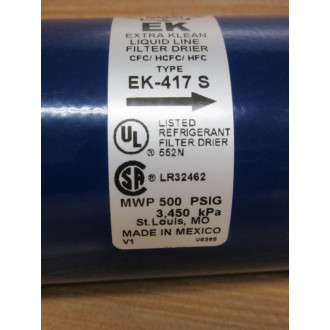 EK
EXTRA KLEAN
LIQUID LINE
FILTER DRIER
CFC/ HCFC/ HFC
TYPE
EK-417 S
UL ® LISTED
REFRIGERANT
FILTER DRIER
552N
SA ® LR32462
MWP 500 PSIG
3,450 kPa
St.Louis, MO
MADE IN MEXICO
V1